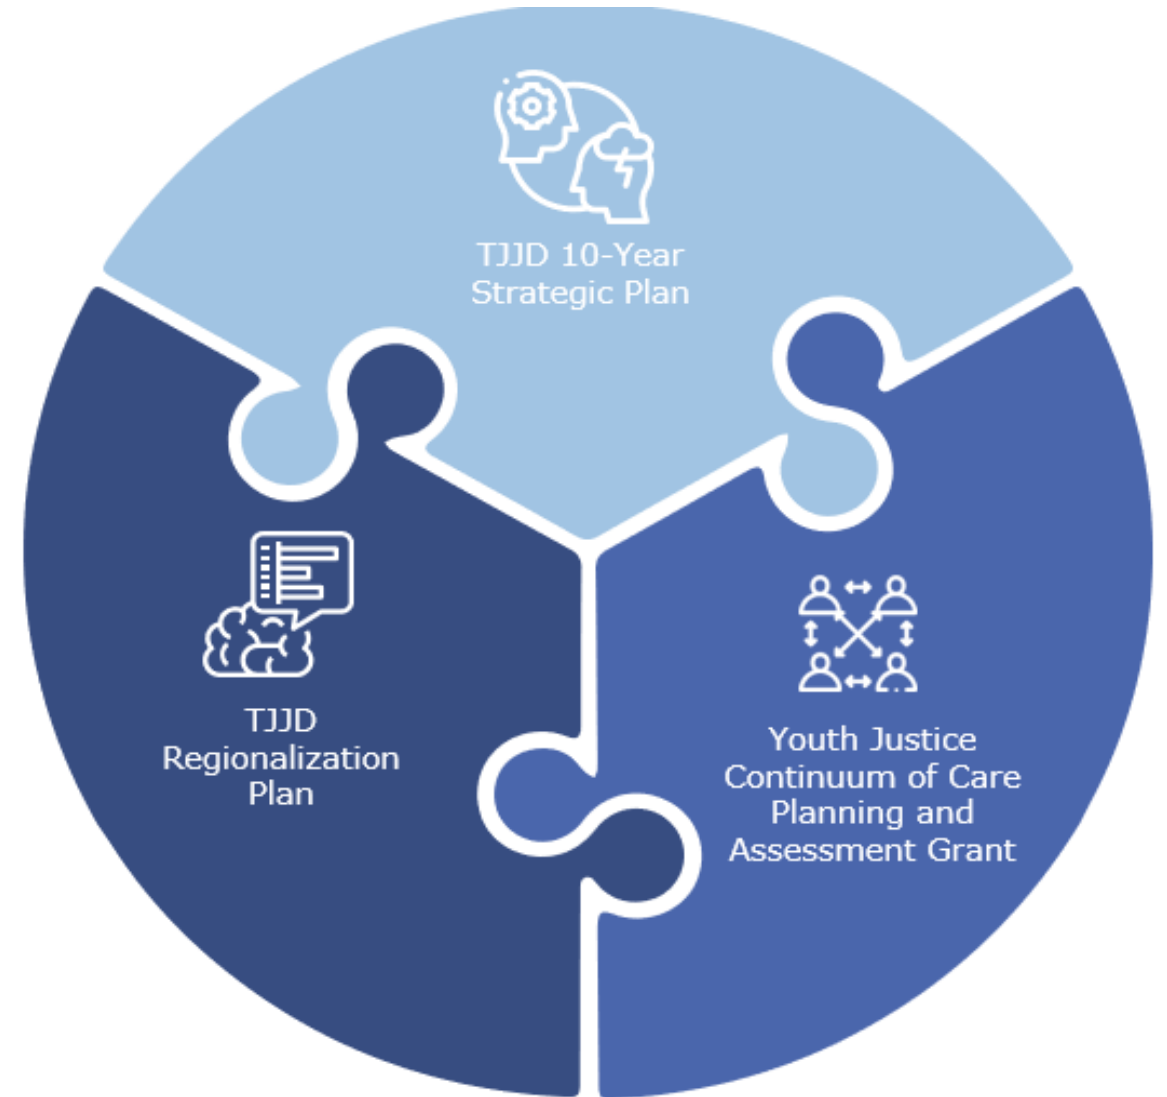 TJJD 10-Year
Strategic Plan
TJJD
Regionalization
Plan
Youth Justice
Continuum of Care
Planning and
Assessment Grant